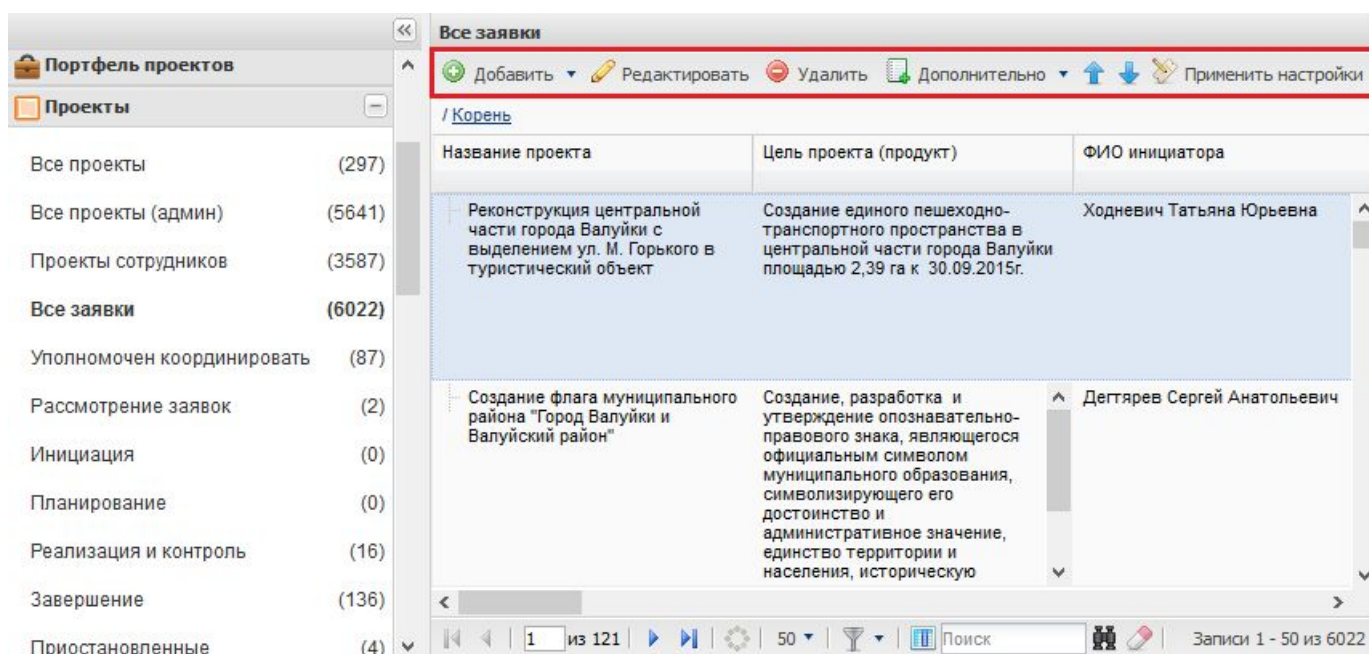 Все заявки
Портфель проектов
Добавить Редактировать Удалить Дополнительно Применить настройки
Проекты
/ Корень
Все проекты (297)
Все проекты (админ) (5641)
Проекты сотрудников (3587)
Все заявки (6022)
Уполномочен координировать (87)
Рассмотрение заявок (2)
Инициация (0)
Планирование (0)
Реализация и контроль (16)
Завершение (136)
Приостановленные (4)
Название проекта
Цель проекта (продукт)
ФИО инициатора
Реконструкция центральной
части города Валуйки с
выделением ул. М. Горького в
туристический объект
Создание единого пешеходно-
транспортного пространства в
центральной части города Валуйки
площадью 2,39 га к 30.09.2015г.
Ходневич Татьяна Юрьевна
Создание флага муниципального
района "Город Валуйки и
Валуйский район"
Создание, разработка и
утверждение опознавательно-
правового знака, являющегося
официальным символом
муниципального образования,
символизирующего его
достоинство и
административное значение,
единство территории и
населения, историческую
Дегтярев Сергей Анатольевич
1 из 121 50 Поиск Записи 1 - 50 из 6022